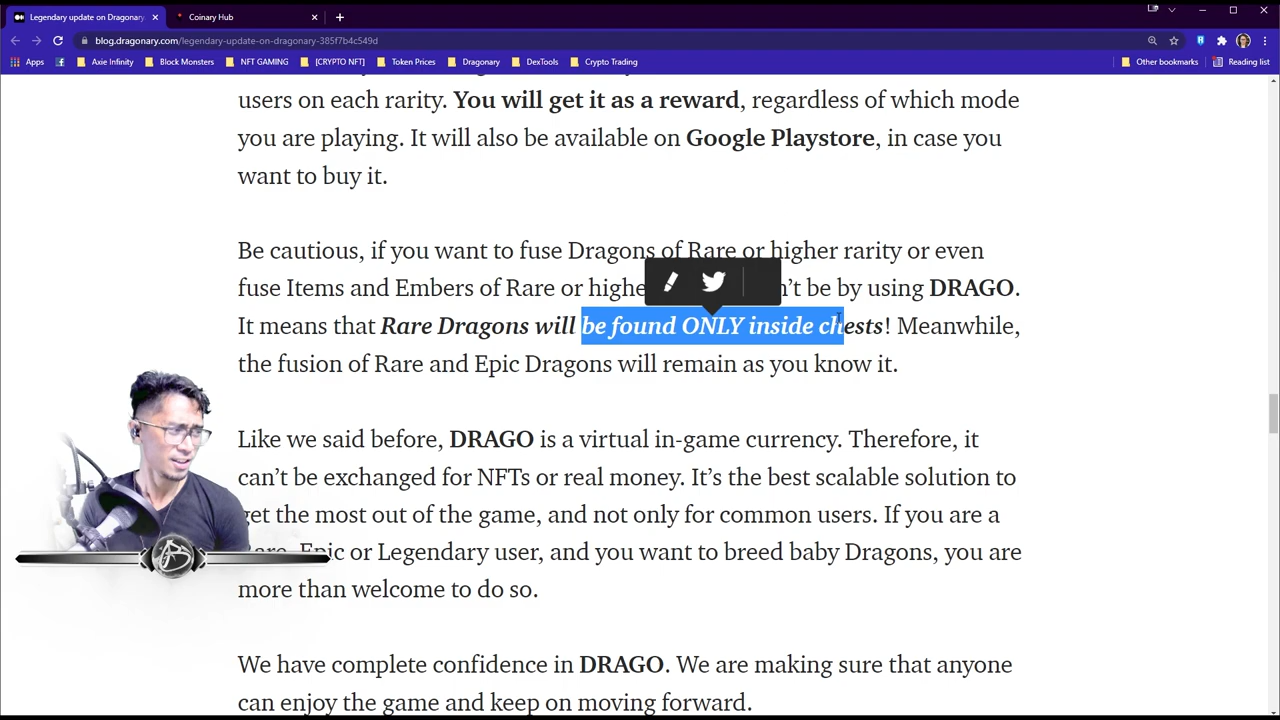 Legendary update on Dragonary
Coinary Hub
blog.dragonary.com/legendary-update-on-dragonary-385f7b4c549d
Apps
Axie Infinity
Block Monsters
NFT GAMING
[CRYPTO NFT]
Token Prices
Dragonary
DexTools
Crypto Trading
Other bookmarks
Reading list
users on each rarity. You will get it as a reward, regardless of which mode
you are playing. It will also be available on Google Playstore, in case you
want to buy it.
Be cautious, if you want to fuse Dragons of Rare or higher rarity or even
fuse Items and Embers of Rare or highe n't be by using DRAGO.
It means that Rare Dragons will be found ONLY inside chests! Meanwhile,
the fusion of Rare and Epic Dragons will remain as you know it.
Like we said before, DRAGO is a virtual in-game currency. Therefore, it
can't be exchanged for NFTs or real money. It's the best scalable solution to
get the most out of the game, and not only for common users. If you are a
Rare, Epic or Legendary user, and you want to breed baby Dragons, you are
more than welcome to do so.
We have complete confidence in DRAGO. We are making sure that anyone
can enjoy the game and keep on moving forward.